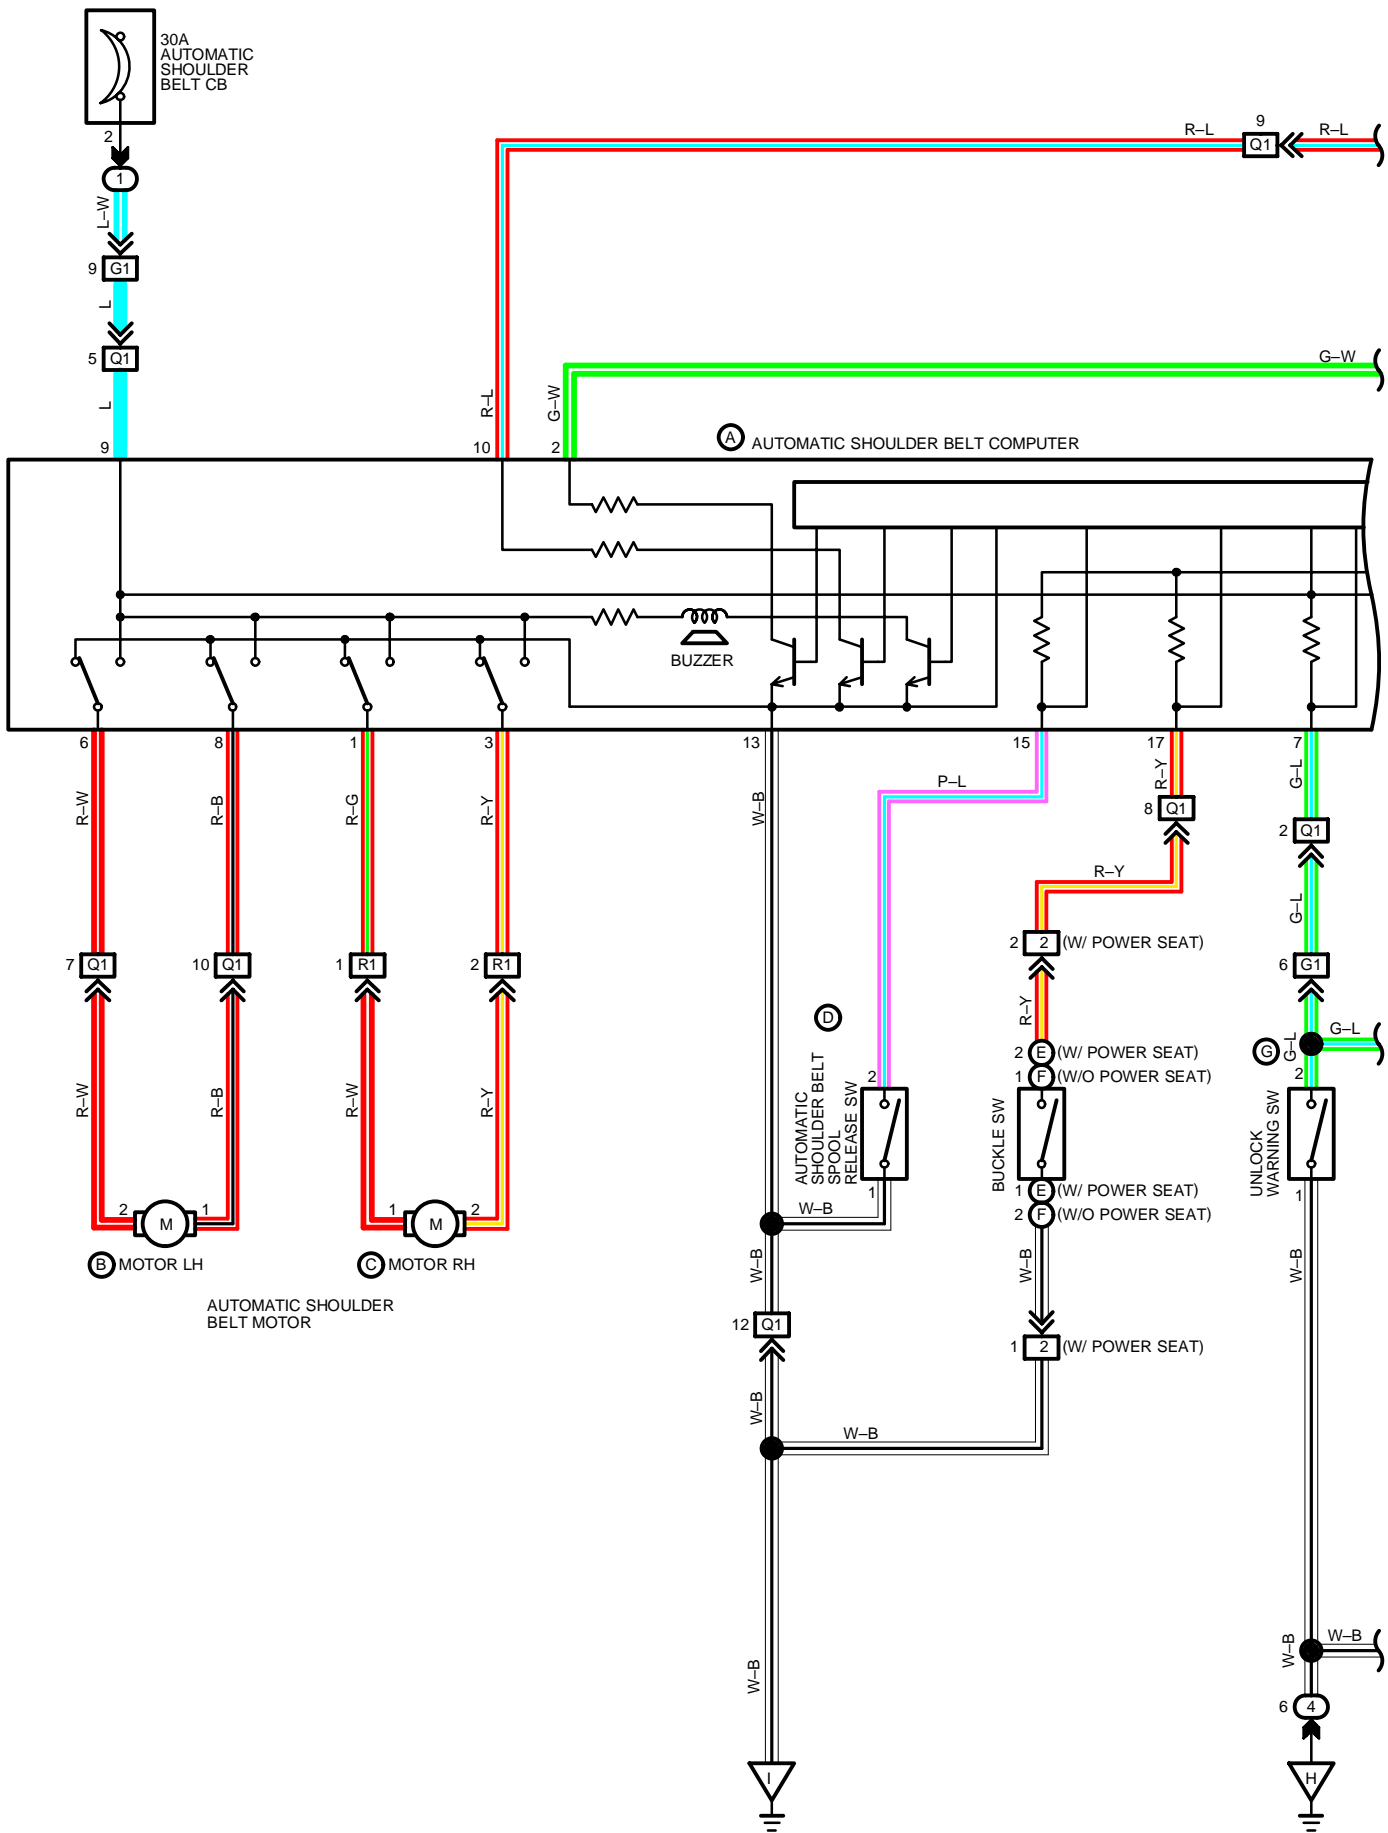 30A
AUTOMATIC
SHOULDER
BELT CB
2
1
L–W
9 G1
L
5 Q1
L
9
R–L
9
Q1
R–L
R–L
10
G–W
G–W
2
A AUTOMATIC SHOULDER BELT COMPUTER
BUZZER
6
8
1
3
13
15
17
7
R–W
R–B
R–G
R–Y
W–B
P–L
R–Y
G–L
8 Q1
2 Q1
R–Y
G–L
7 Q1
10 Q1
1 R1
2 R1
2 2 (W/ POWER SEAT)
6 G1
R–Y
D
G–L
G–L
G
2 E (W/ POWER SEAT)
1 F (W/O POWER SEAT)
R–W
R–B
R–W
R–Y
2
AUTOMATIC
SHOULDER BELT
SPOOL
RELEASE SW
1
BUCKLE SW
2
UNLOCK
WARNING SW
1
1 E (W/ POWER SEAT)
2 F (W/O POWER SEAT)
2 M 1
1 M 2
B MOTOR LH
C MOTOR RH
AUTOMATIC SHOULDER
BELT MOTOR
W–B
W–B
W–B
W–B
12 Q1
1 2 (W/ POWER SEAT)
W–B
W–B
W–B
W–B
W–B
6 4
I
H